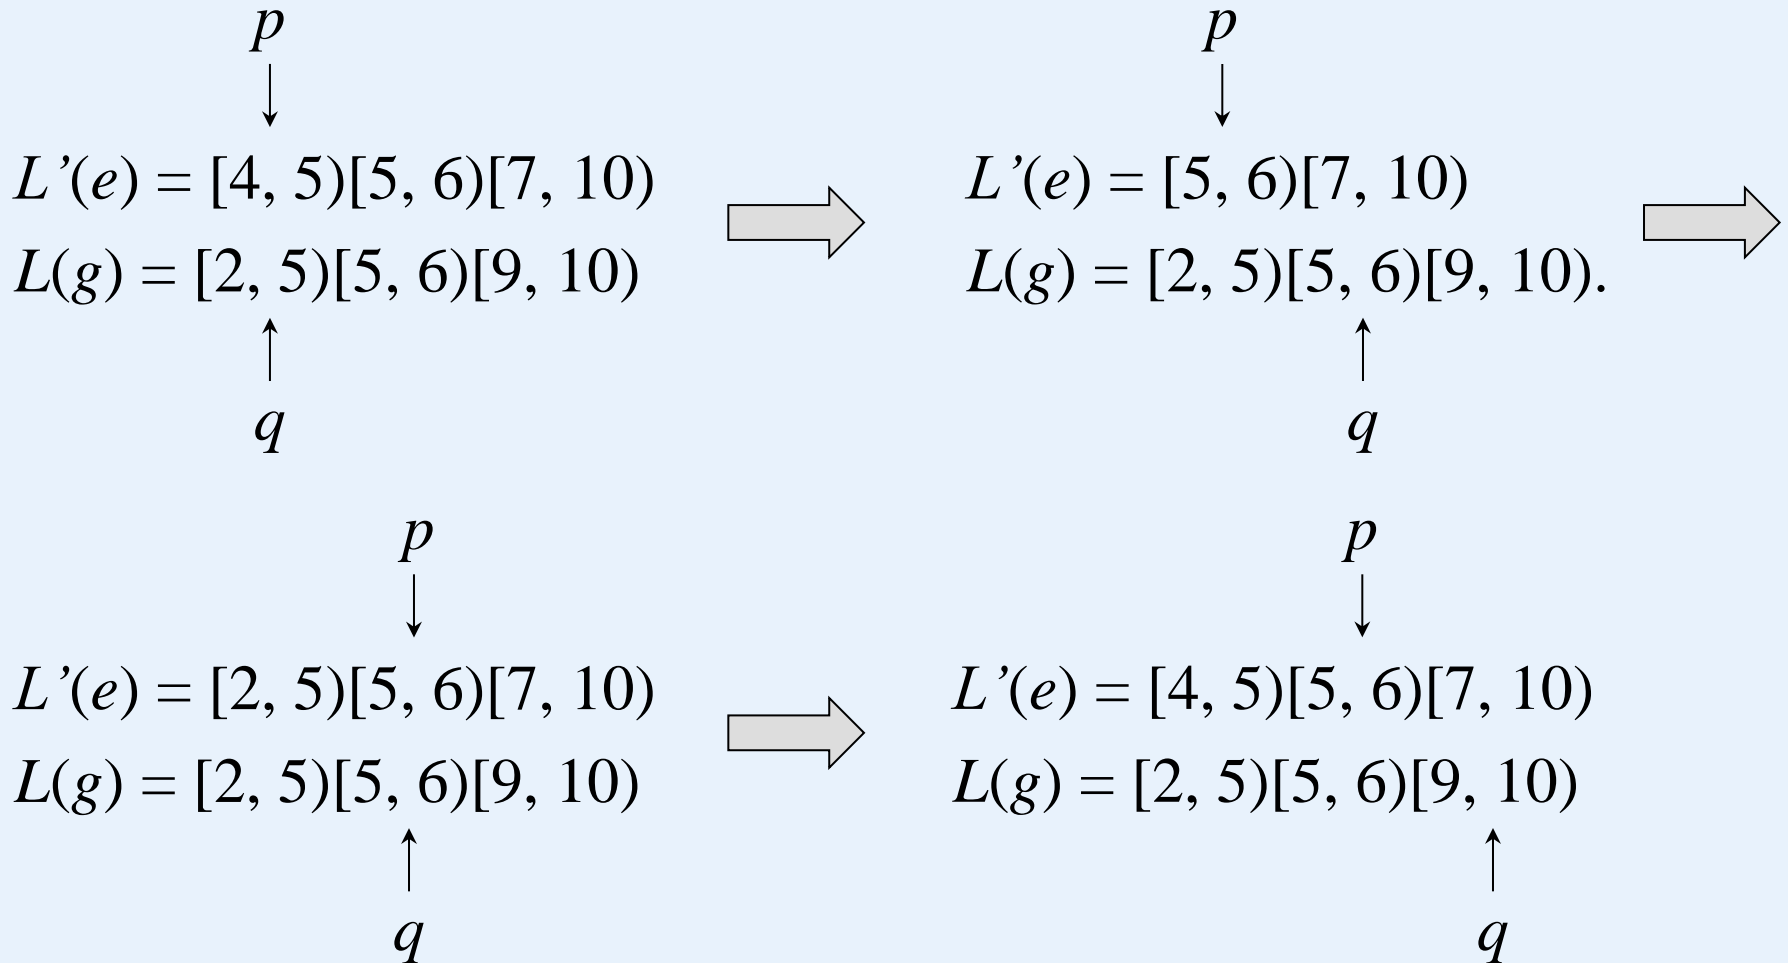 p
L’(e) = [4, 5)[5, 6)[7, 10)
L(g) = [2, 5)[5, 6)[9, 10)
q
p
L’(e) = [5, 6)[7, 10)
L(g) = [2, 5)[5, 6)[9, 10).
q
p
L’(e) = [2, 5)[5, 6)[7, 10)
L(g) = [2, 5)[5, 6)[9, 10)
q
p
L’(e) = [4, 5)[5, 6)[7, 10)
L(g) = [2, 5)[5, 6)[9, 10)
q